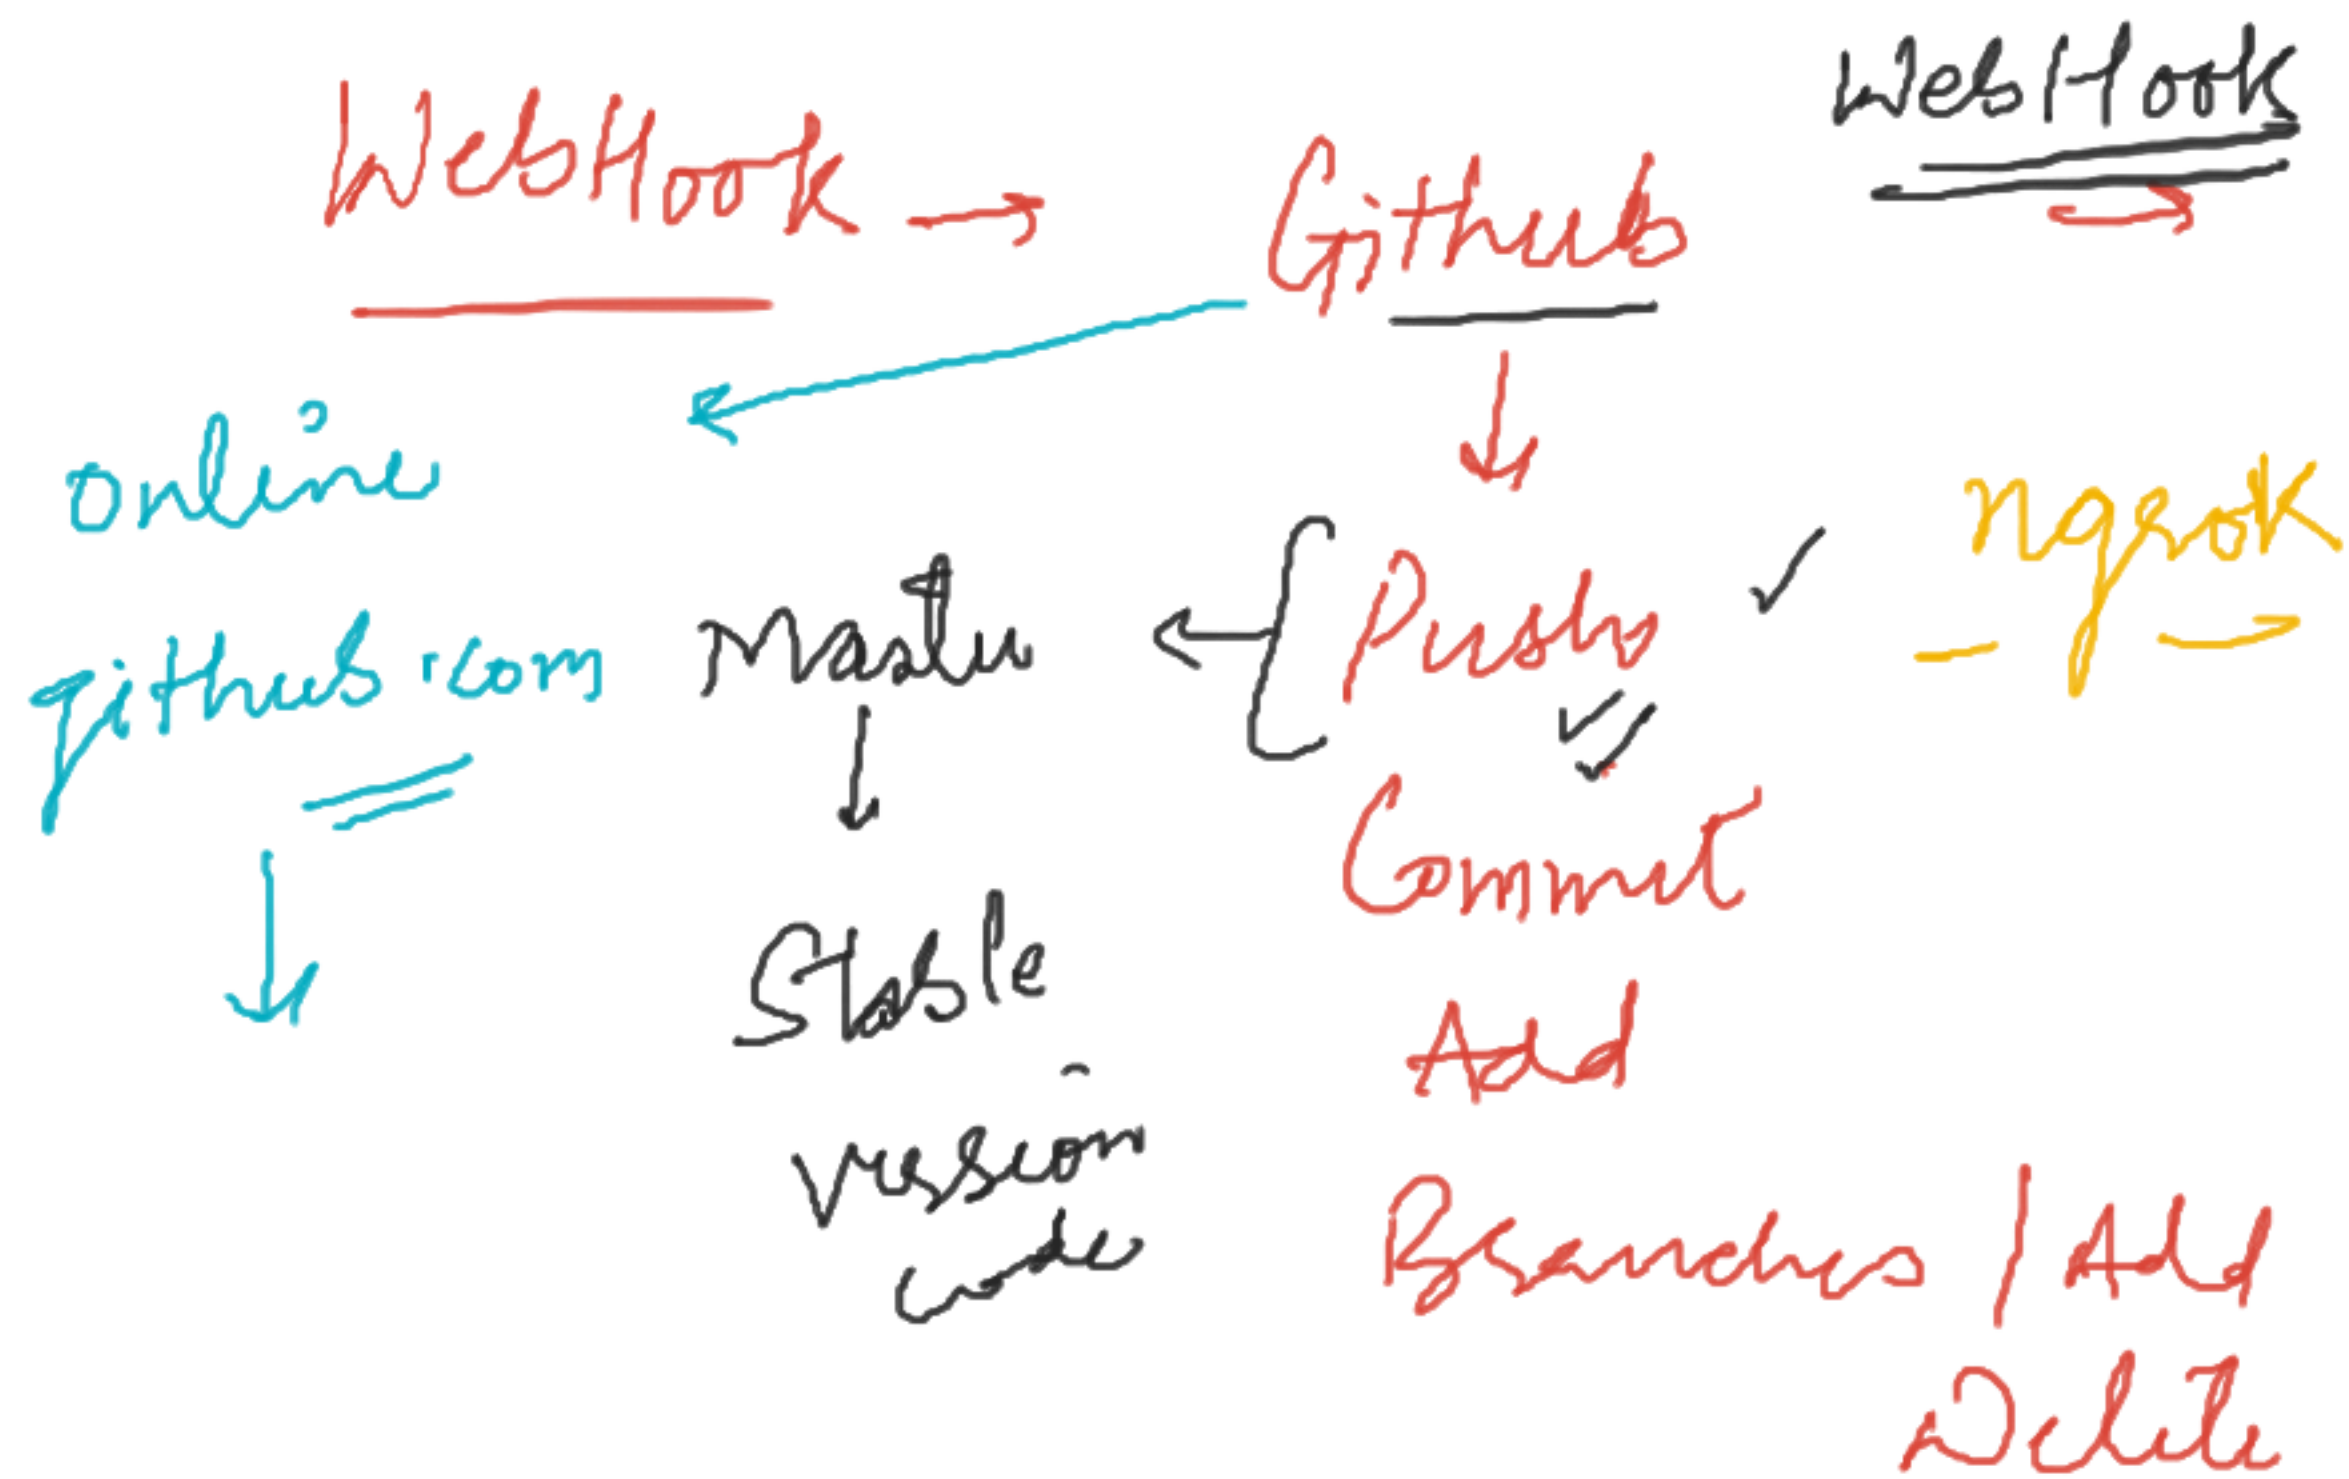 WebHook
WebHook → Github
online
github.com
Master
Push
ngrok
Commit
Stable
Add
version
code
Branches / Add
Delete